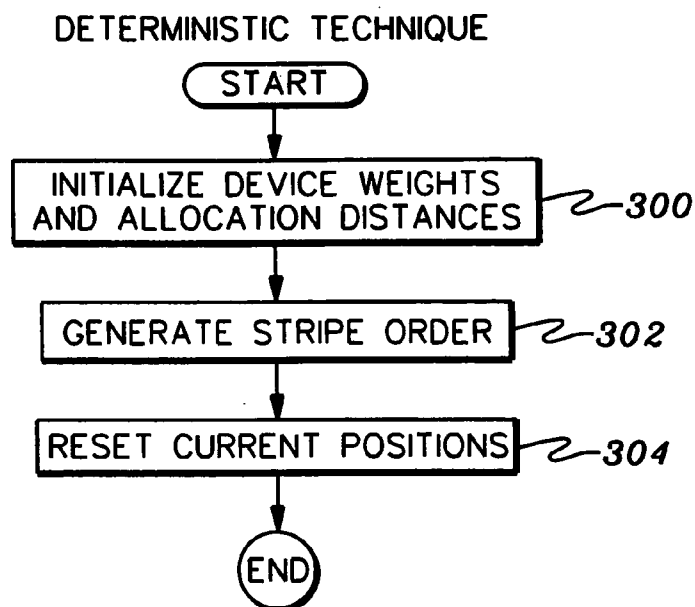 DETERMINISTIC TECHNIQUE
START
INITIALIZE DEVICE WEIGHTS
AND ALLOCATION DISTANCES
300
GENERATE STRIPE ORDER
302
RESET CURRENT POSITIONS
304
END